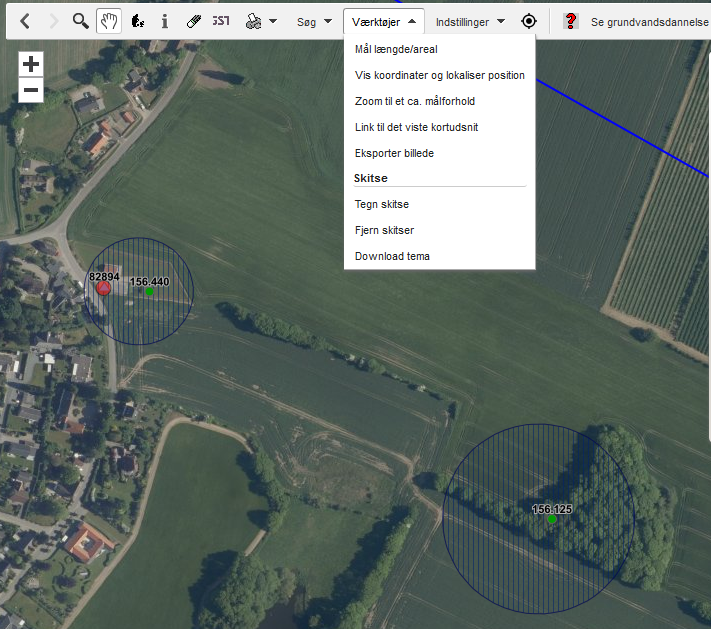 Søg
Værktøjer
Indstillinger
Se grundvandsdannelse
Mål længde/areal
Vis koordinater og lokaliser position
Zoom til et ca. målforhold
Link til det viste kortudsnit
Eksporter billede
Skitse
Tegn skitse
Fjern skitser
Download tema
82894
156.440
156.125